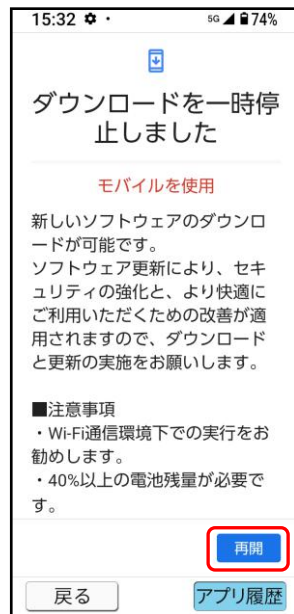 15:32 5G 74%
ダウンロードを一時停
止しました
モバイルを使用
新しいソフトウェアのダウンロ
ードが可能です。
ソフトウェア更新により、セキ
ュリティの強化と、より快適に
ご利用いただくための改善が適
用されますので、ダウンロード
と更新の実施をお願いします。
■注意事項
・Wi-Fi通信環境下での実行をお
勧めします。
・40%以上の電池残量が必要で
す。
再開
戻る アプリ履歴